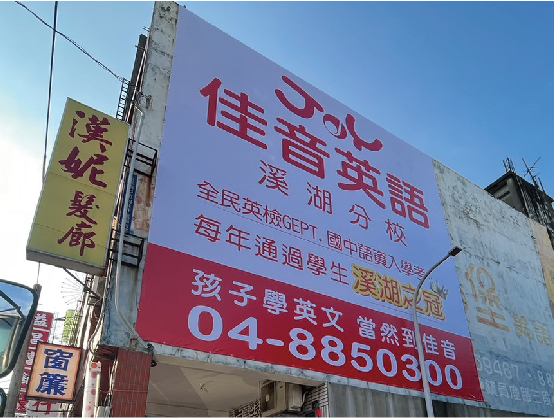 Joy
佳音英語
溪湖分校
全民英檢GEPT,國中語資入學考
每年通過學生溪湖之冠
孩子學英文 當然到佳音
04-8850300
漢妮髮廊
窗簾
堡